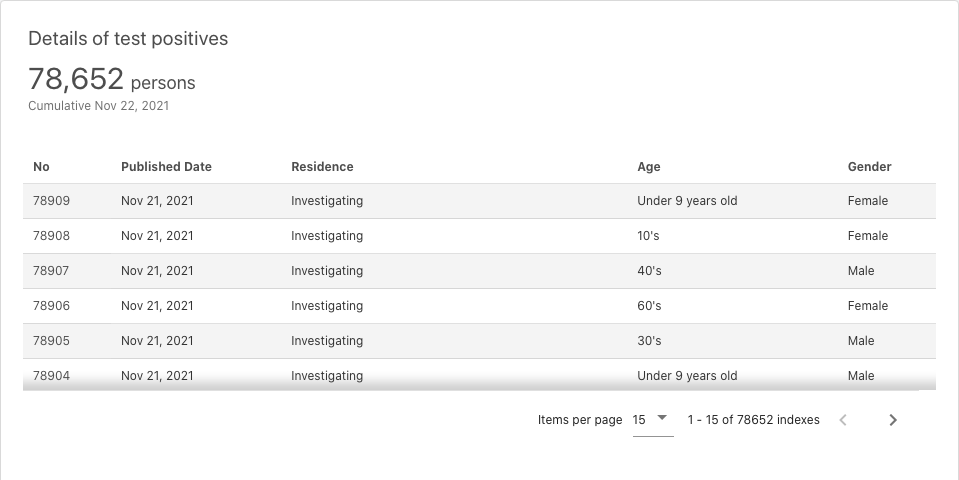 Details of test positives
78,652 persons
Cumulative Nov 22, 2021
No Published Date Residence Age Gender
78909 Nov 21, 2021 Investigating Under 9 years old Female
78908 Nov 21, 2021 Investigating 10's Female
78907 Nov 21, 2021 Investigating 40's Male
78906 Nov 21, 2021 Investigating 60's Female
78905 Nov 21, 2021 Investigating 30's Male
78904 Nov 21, 2021 Investigating Under 9 years old Male
Items per page 15 1 - 15 of 78652 indexes